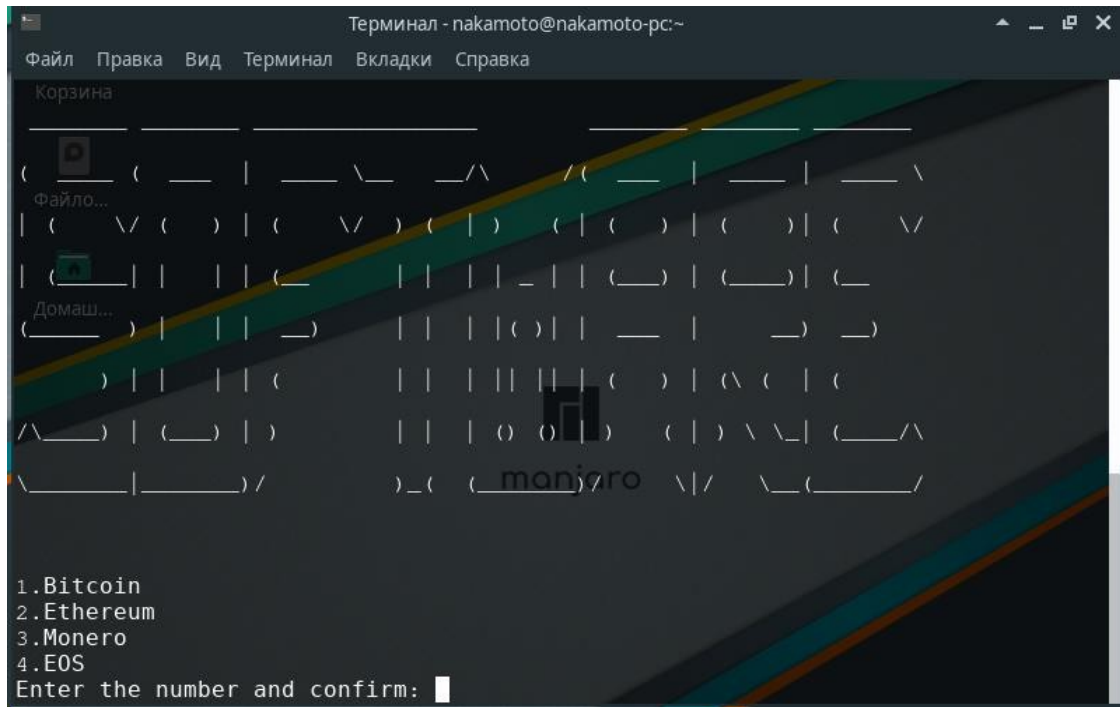 Терминал - nakamoto@nakamoto-pc:~
Файл Правка Вид Терминал Вкладки Справка
Корзина
Файло...
Домаш...
SOFTWARE
manjaro
1.Bitcoin
2.Ethereum
3.Monero
4.EOS
Enter the number and confirm: